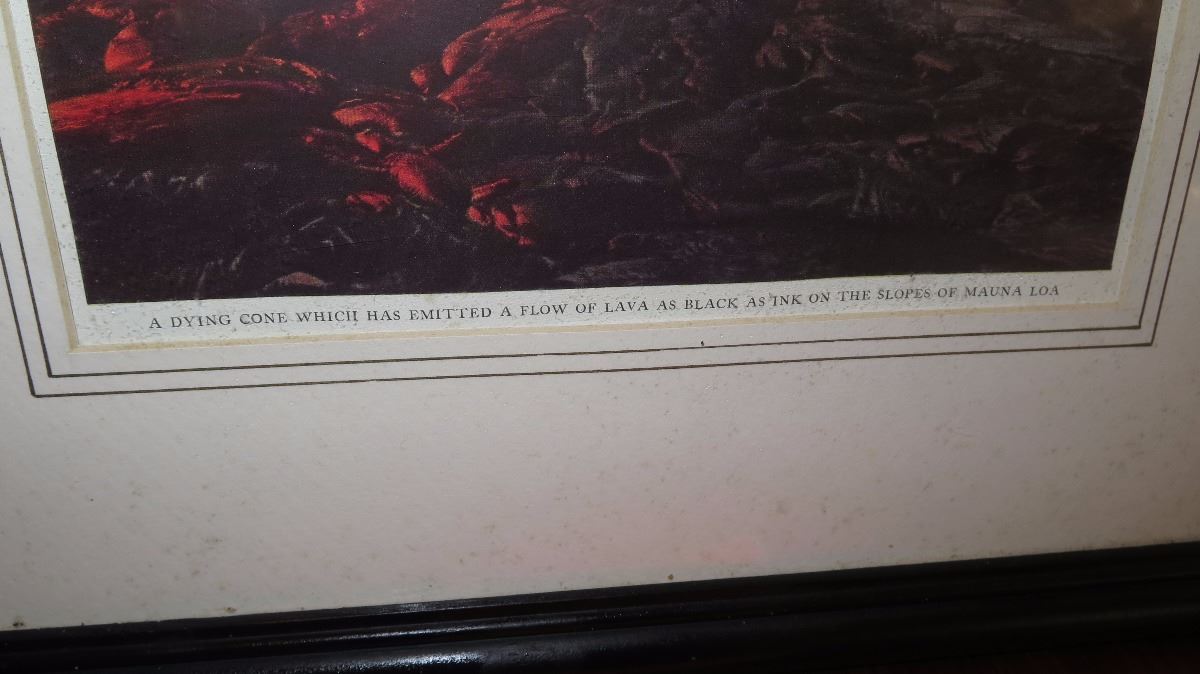 A DYING CONE WHICH HAS EMITTED A FLOW OF LAVA AS BLACK AS INK ON THE SLOPES OF MAUNA LOA